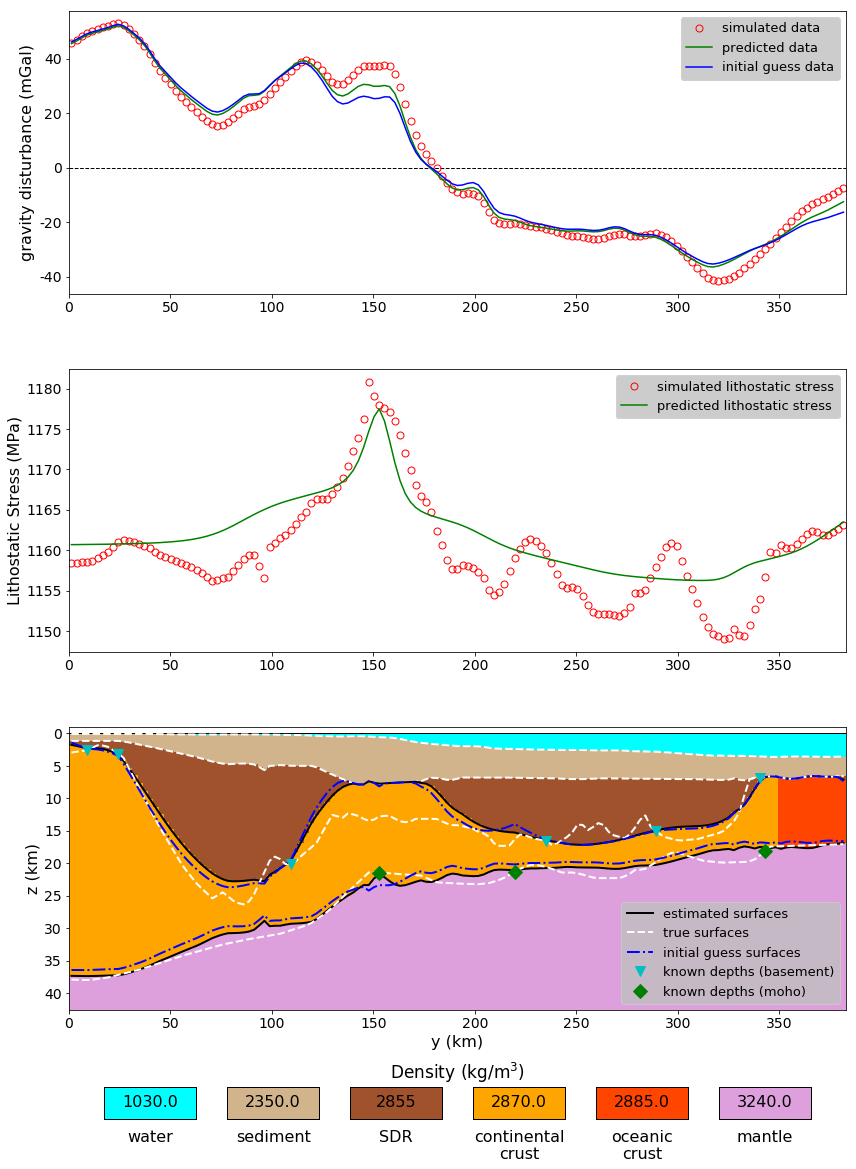 simulated data
predicted data
initial guess data
gravity disturbance (mGal)
40
20
0
-20
-40
0 50 100 150 200 250 300 350
simulated lithostatic stress
predicted lithostatic stress
Lithostatic Stress (MPa)
1180
1175
1170
1165
1160
1155
1150
0 50 100 150 200 250 300 350
z (km)
0
5
10
15
20
25
30
35
40
estimated surfaces
true surfaces
initial guess surfaces
known depths (basement)
known depths (moho)
0 50 100 150 200 250 300 350
y (km)
Density (kg/m³)
1030.0 2350.0 2855 2870.0 2885.0 3240.0
water sediment SDR continental oceanic mantle
crust crust